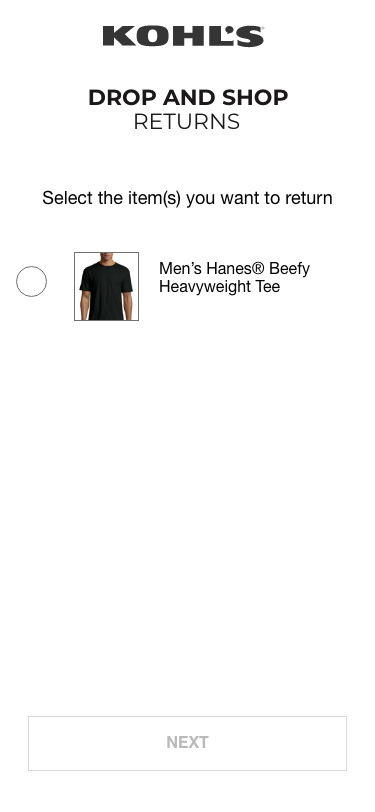 KOHL'S
DROP AND SHOP
RETURNS
Select the item(s) you want to return
Men’s Hanes® Beefy
Heavyweight Tee
NEXT